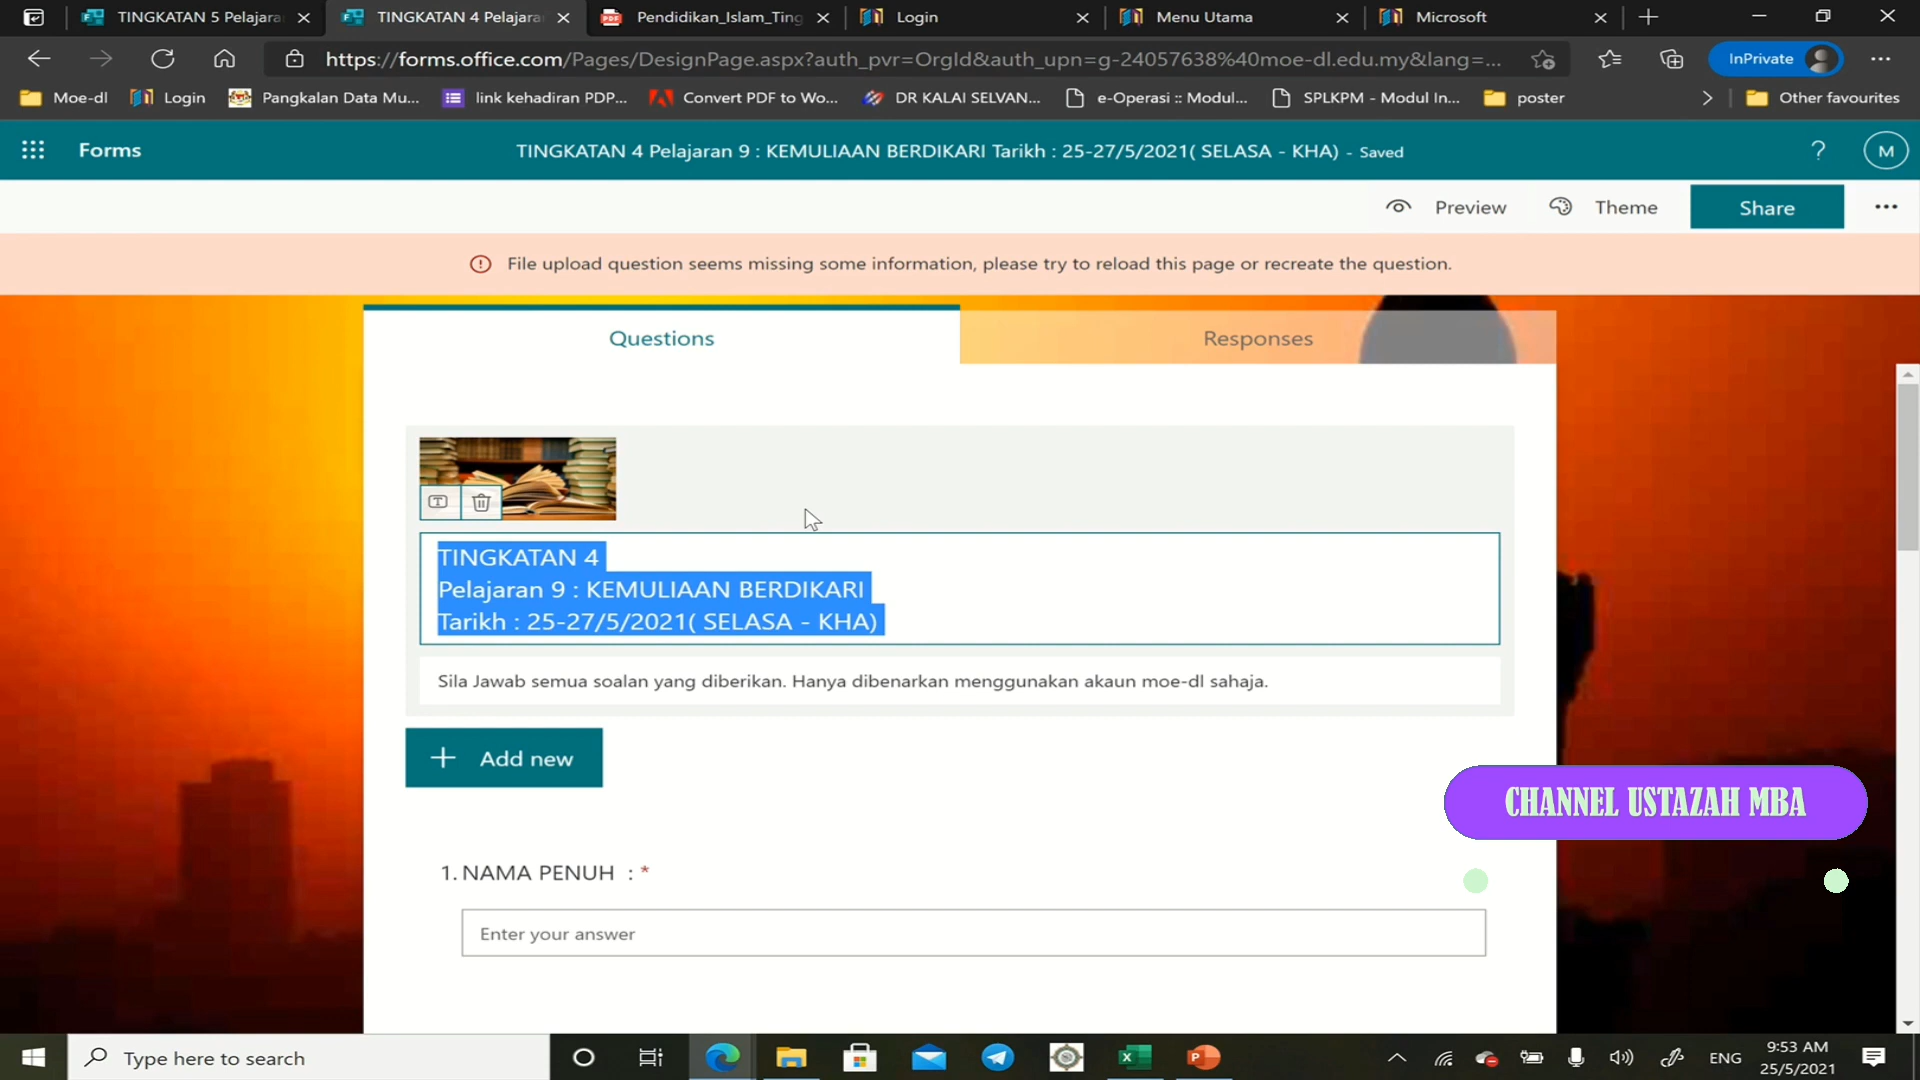 TINGKATAN 5 Pelajara
TINGKATAN 4 Pelajara
Pendidikan_Islam_Ting
Login
Menu Utama
Microsoft
https://forms.office.com/Pages/DesignPage.aspx?auth_pvr=OrgId&auth_upn=g-24057638%40moe-dl.edu.my&lang=...
InPrivate
Moe-dl
Login
Pangkalan Data Mu...
link kehadiran PDP...
Convert PDF to Wo...
DR KALAI SELVAN...
e-Operasi :: Modul...
SPLKPM - Modul In...
poster
Other favourites
Forms
TINGKATAN 4 Pelajaran 9 : KEMULIAAN BERDIKARI Tarikh : 25-27/5/2021( SELASA - KHA) - Saved
?
M
Preview
Theme
Share
File upload question seems missing some information, please try to reload this page or recreate the question.
Questions
Responses
TINGKATAN 4
Pelajaran 9 : KEMULIAAN BERDIKARI
Tarikh : 25-27/5/2021( SELASA - KHA)
Sila Jawab semua soalan yang diberikan. Hanya dibenarkan menggunakan akaun moe-dl sahaja.
+ Add new
CHANNEL USTAZAH MBA
1. NAMA PENUH : *
Enter your answer
Type here to search
ENG
9:53 AM
25/5/2021